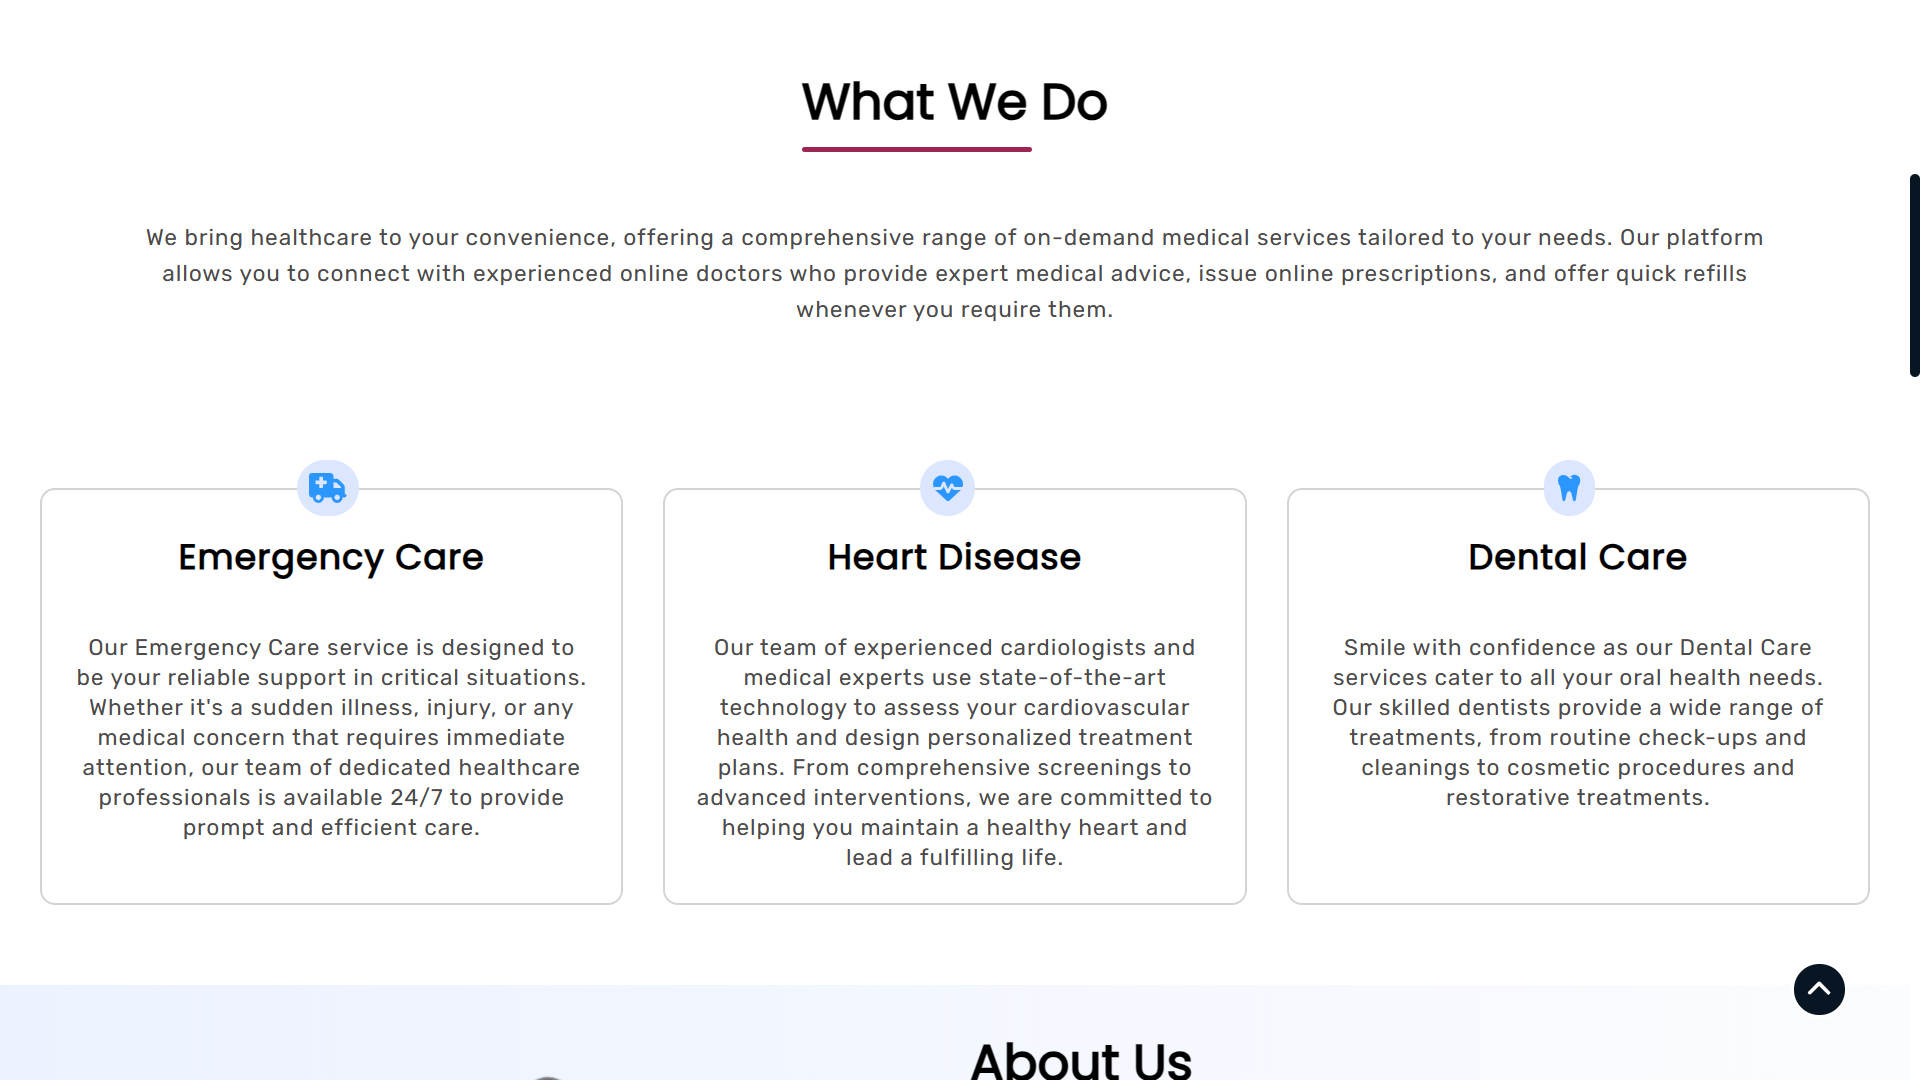 What We Do
We bring healthcare to your convenience, offering a comprehensive range of on-demand medical services tailored to your needs. Our platform
allows you to connect with experienced online doctors who provide expert medical advice, issue online prescriptions, and offer quick refills
whenever you require them.
Emergency Care
Our Emergency Care service is designed to
be your reliable support in critical situations.
Whether it's a sudden illness, injury, or any
medical concern that requires immediate
attention, our team of dedicated healthcare
professionals is available 24/7 to provide
prompt and efficient care.
Heart Disease
Our team of experienced cardiologists and
medical experts use state-of-the-art
technology to assess your cardiovascular
health and design personalized treatment
plans. From comprehensive screenings to
advanced interventions, we are committed to
helping you maintain a healthy heart and
lead a fulfilling life.
Dental Care
Smile with confidence as our Dental Care
services cater to all your oral health needs.
Our skilled dentists provide a wide range of
treatments, from routine check-ups and
cleanings to cosmetic procedures and
restorative treatments.
About Us